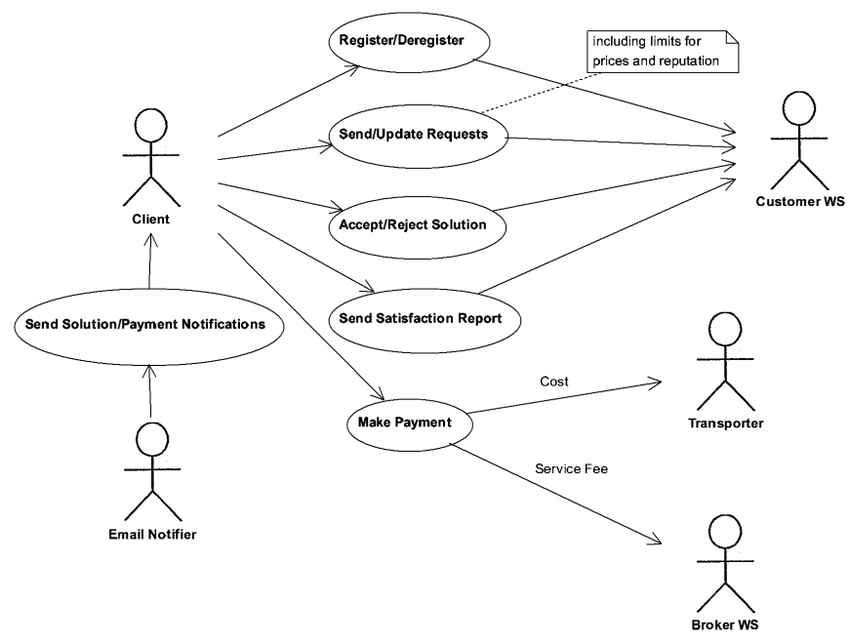 Register/Deregister
including limits for
prices and reputation
Send/Update Requests
Client
Customer WS
Accept/Reject Solution
Send Solution/Payment Notifications
Send Satisfaction Report
Cost
Make Payment
Transporter
Service Fee
Email Notifier
Broker WS